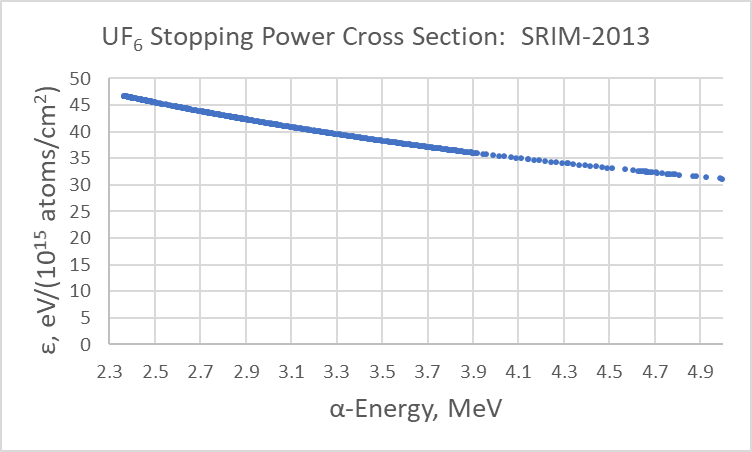 UF₆ Stopping Power Cross Section: SRIM-2013
ε, eV/(10¹⁵ atoms/cm²)
50
45
40
35
30
25
20
15
10
5
0
2.3 2.5 2.7 2.9 3.1 3.3 3.5 3.7 3.9 4.1 4.3 4.5 4.7 4.9
α-Energy, MeV